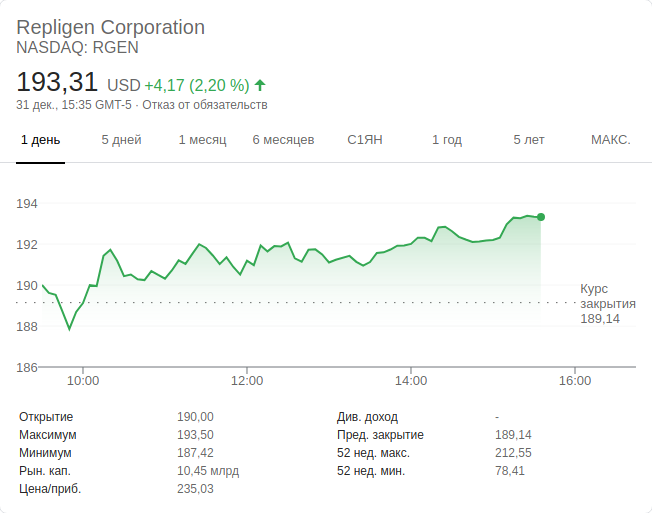 Repligen Corporation
NASDAQ: RGEN
193,31 USD +4,17 (2,20 %)
31 дек., 15:35 GMT-5 · Отказ от обязательств
1 день 5 дней 1 месяц 6 месяцев С1ЯН 1 год 5 лет МАКС.
194
192
190
188
186
Курс
закрытия
189,14
10:00 12:00 14:00 16:00
Открытие 190,00 Див. доход -
Максимум 193,50 Пред. закрытие 189,14
Минимум 187,42 52 нед. макс. 212,55
Рын. кап. 10,45 млрд 52 нед. мин. 78,41
Цена/приб. 235,03